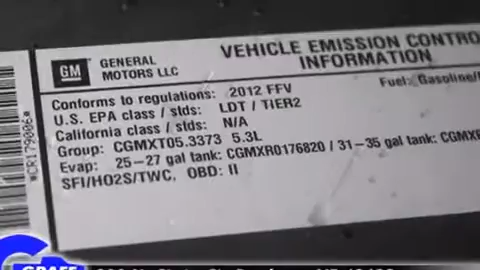 GM
GENERAL
MOTORS LLC
VEHICLE EMISSION CONTRO
INFORMATION
Conforms to regulations: 2012 FFV
Fuel: Gasoline/
U.S. EPA class / stds: LDT / TIER2
California class / stds: N/A
Group: CGMXT05.3373 5.3L
Evap: 25-27 gal tank: CGMXR0176820 / 31-35 gal tank: CGMX
SFI/HO2S/TWC, OBD: II
*CR179006*
GRAFF